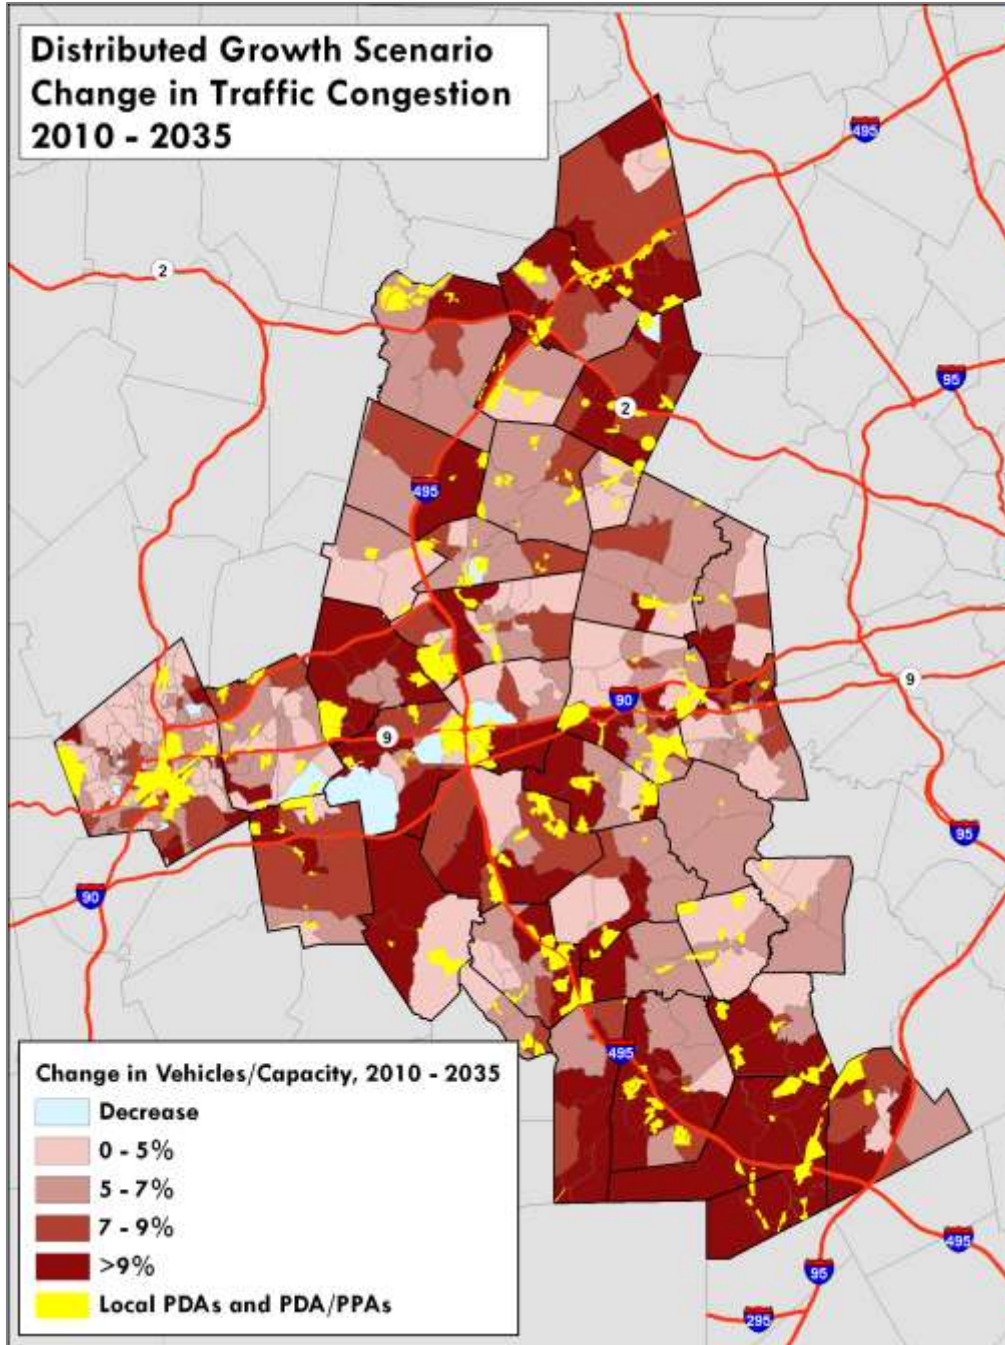 Distributed Growth Scenario
Change in Traffic Congestion
2010 - 2035
495
2
95
2
495
9
90
9
95
90
495
Change in Vehicles/Capacity, 2010 - 2035
Decrease
0 - 5%
5 - 7%
7 - 9%
>9%
Local PDAs and PDA/PPAs
495
95
295